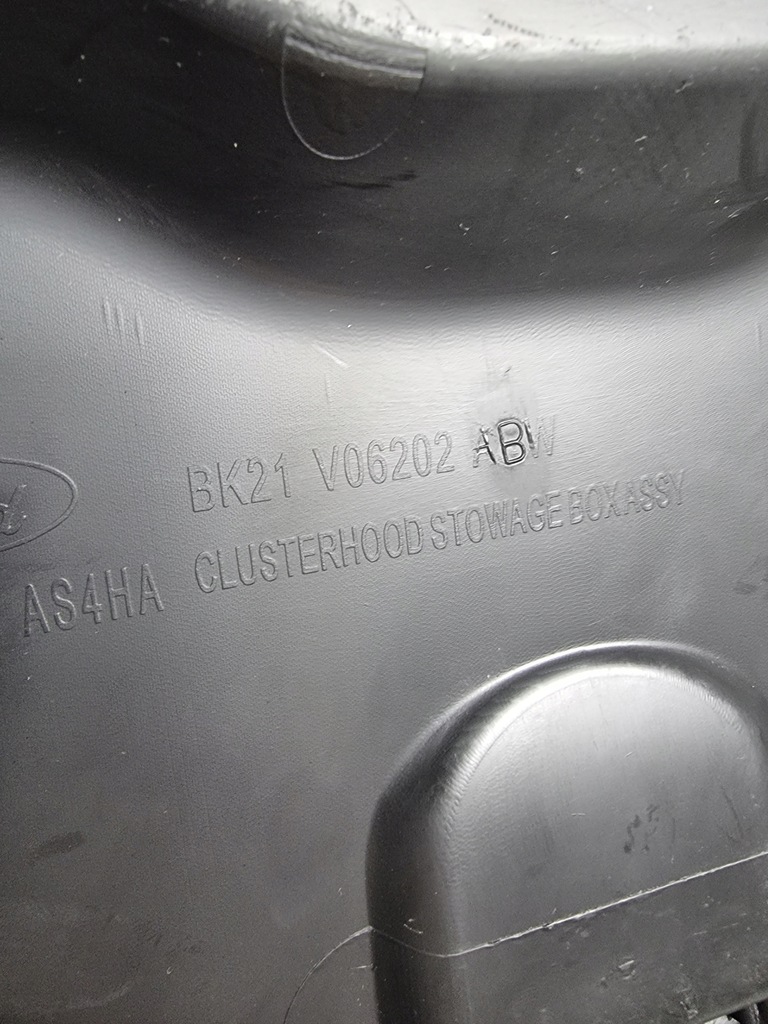 BK21 V06202 ABW
CLUSTERHOOD STOWAGE BOX ASSY
AS4HA